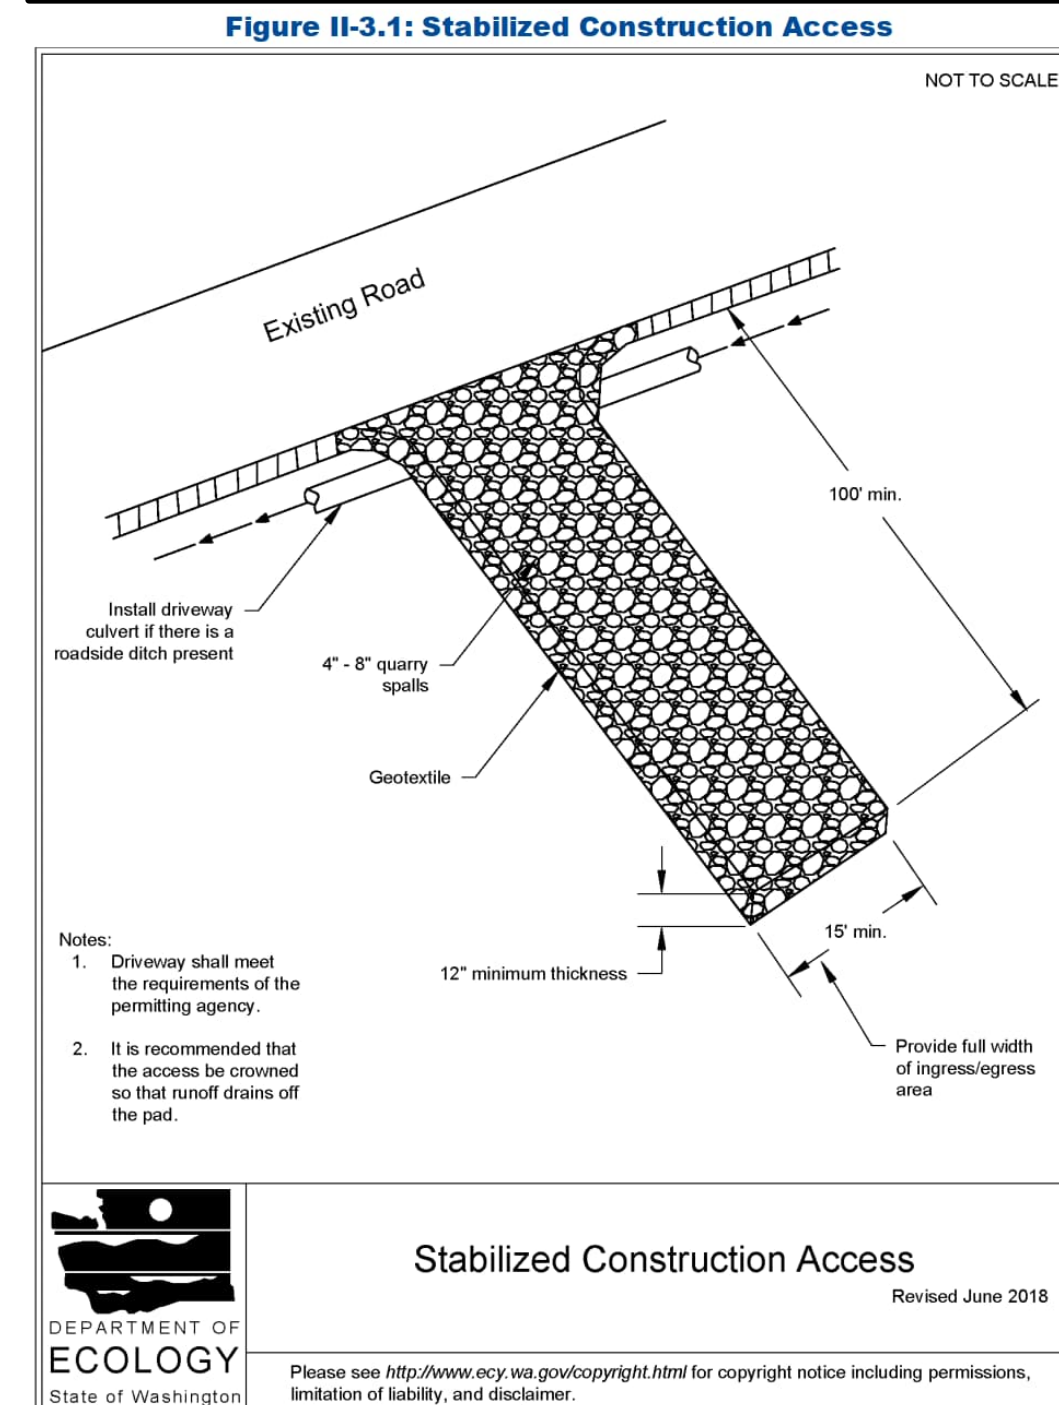 Figure II-3.1: Stabilized Construction Access
NOT TO SCALE
Existing Road
100' min.
Install driveway
culvert if there is a
roadside ditch present
4" - 8" quarry
spalls
Geotextile
15' min.
12" minimum thickness
Provide full width
of ingress/egress
area
Notes:
1. Driveway shall meet
the requirements of the
permitting agency.
2. It is recommended that
the access be crowned
so that runoff drains off
the pad.
DEPARTMENT OF
ECOLOGY
State of Washington
Stabilized Construction Access
Revised June 2018
Please see http://www.ecy.wa.gov/copyright.html for copyright notice including permissions,
limitation of liability, and disclaimer.